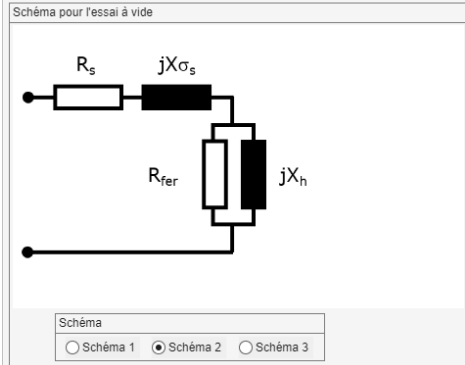 Schéma pour l'essai à vide
Rs jXσs
Rfer jXh
Schéma
Schéma 1 Schéma 2 Schéma 3